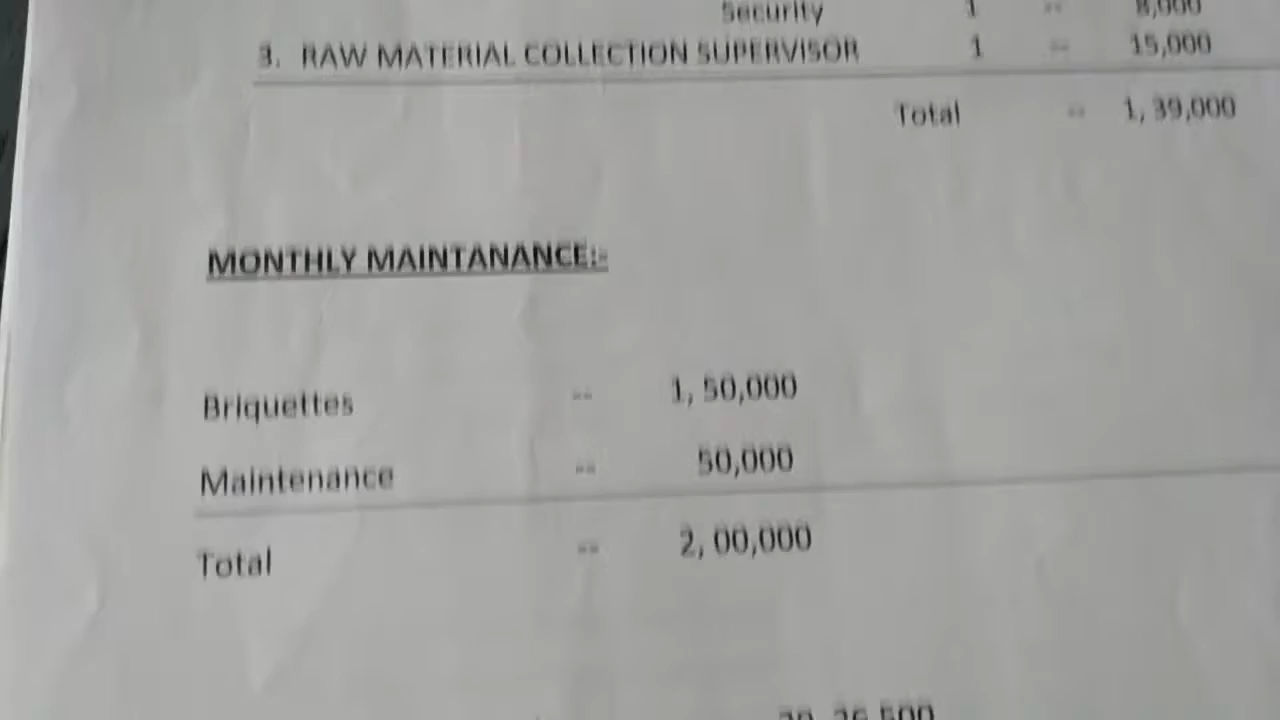 Security 1 -- 8,000
3. RAW MATERIAL COLLECTION SUPERVISOR 1 -- 15,000
Total -- 1, 39,000
MONTHLY MAINTANANCE:-
Briquettes -- 1, 50,000
Maintenance -- 50,000
Total -- 2, 00,000